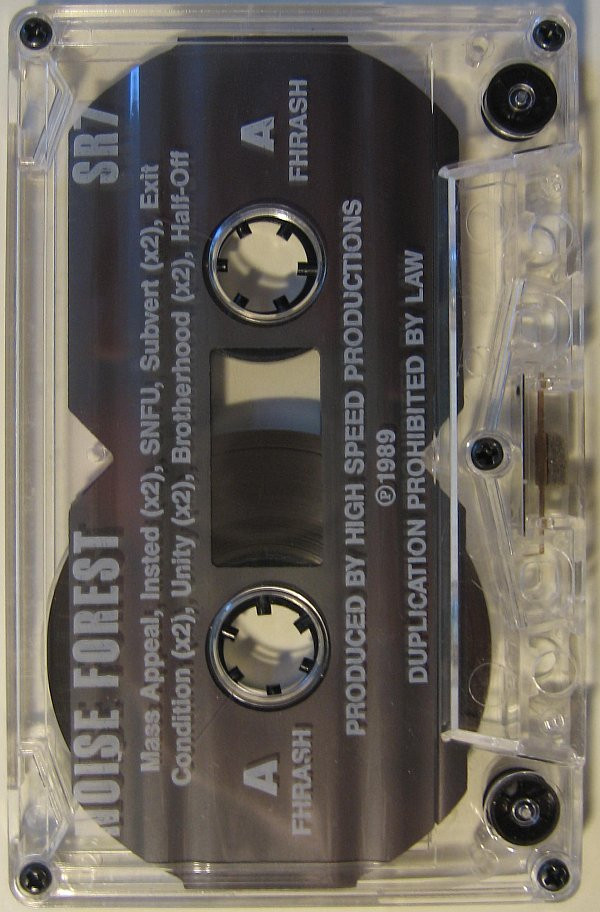 NOISE FOREST SR7
Mass Appeal, Insted (x2), SNFU, Subvert (x2), Exit
Condition (x2), Unity (x2), Brotherhood (x2), Half-Off
A A
FHRASH FHRASH
PRODUCED BY HIGH SPEED PRODUCTIONS
℗1989
DUPLICATION PROHIBITED BY LAW